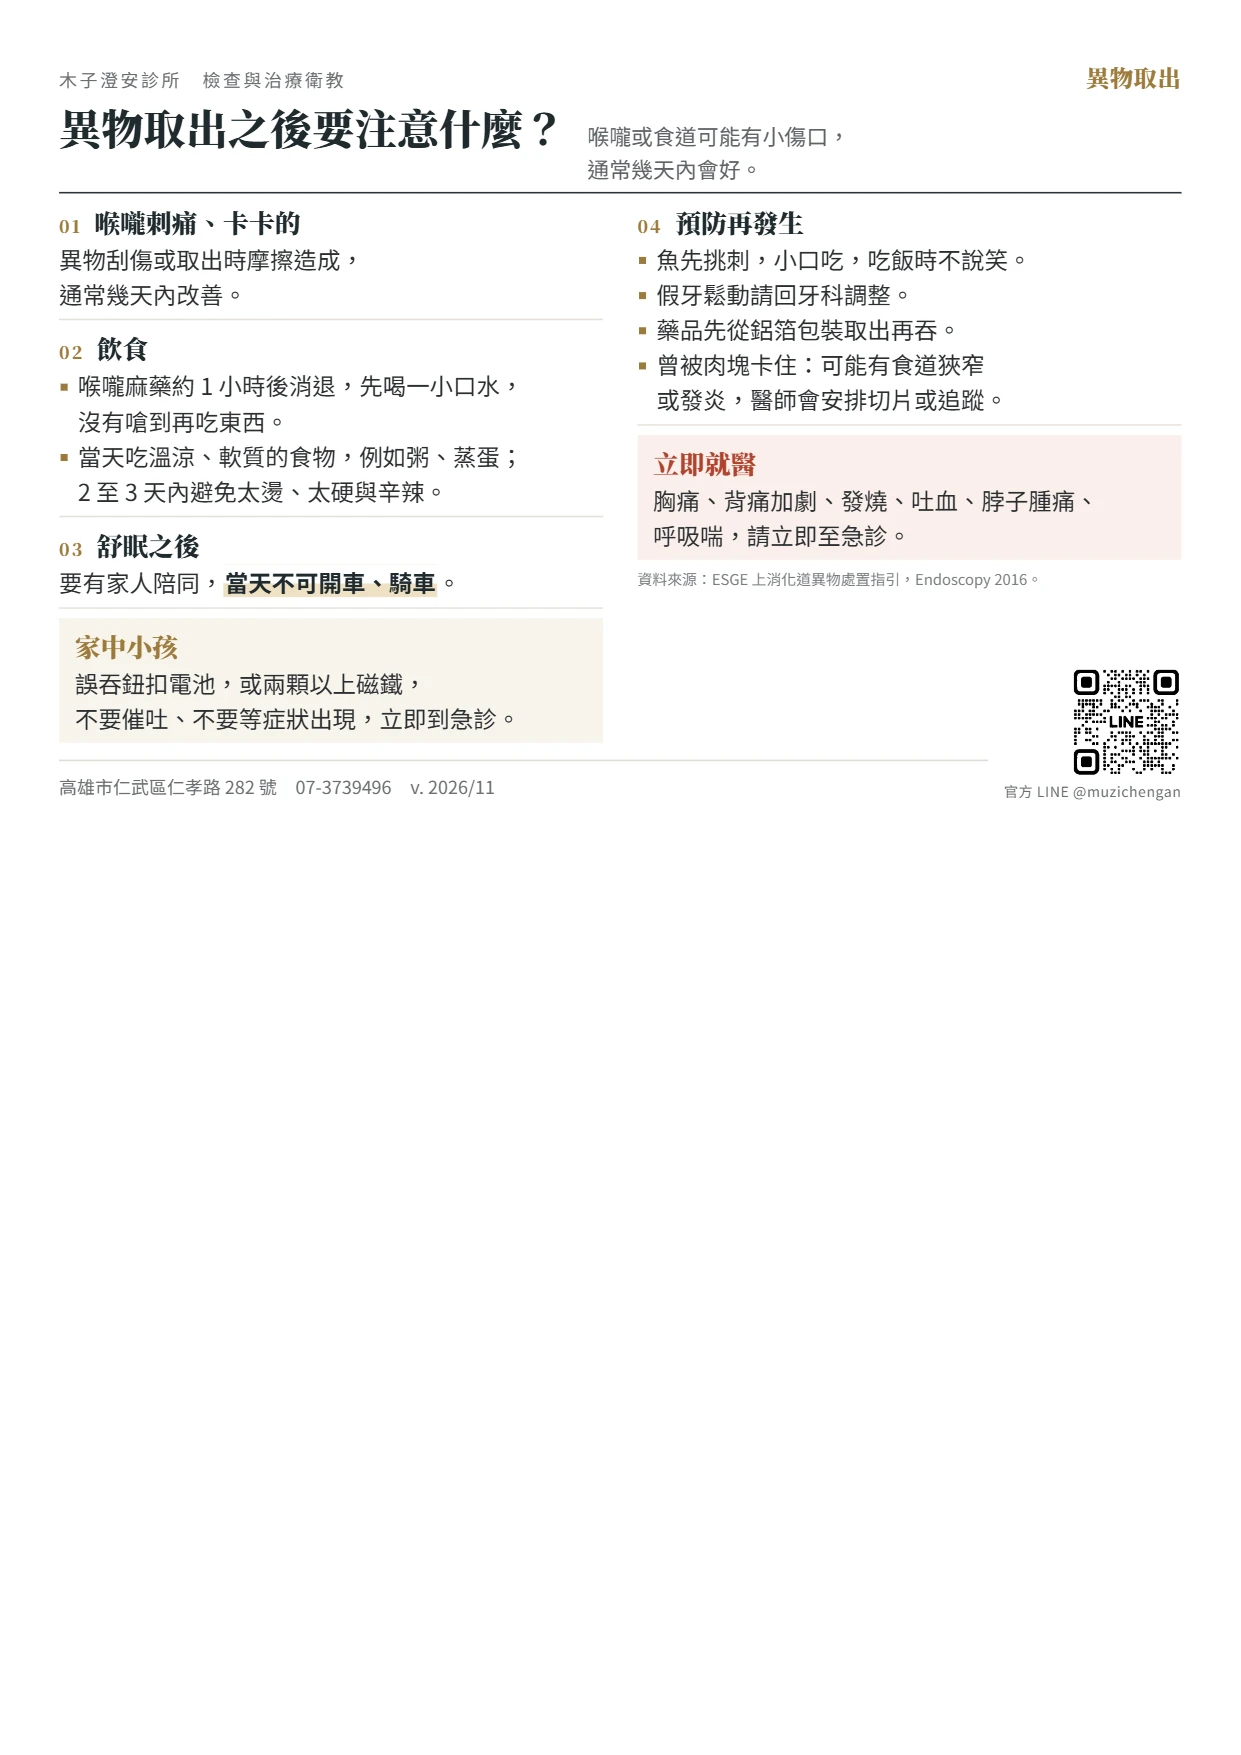 木子澄安診所　檢查與治療衛教
異物取出
異物取出之後要注意什麼？
喉嚨或食道可能有小傷口，
通常幾天內會好。
01 喉嚨刺痛、卡卡的
異物刮傷或取出時摩擦造成，
通常幾天內改善。
02 飲食
▪ 喉嚨麻藥約 1 小時後消退，先喝一小口水，
沒有嗆到再吃東西。
▪ 當天吃溫涼、軟質的食物，例如粥、蒸蛋；
2 至 3 天內避免太燙、太硬與辛辣。
03 舒眠之後
要有家人陪同，當天不可開車、騎車。
家中小孩
誤吞鈕扣電池，或兩顆以上磁鐵，
不要催吐、不要等症狀出現，立即到急診。
04 預防再發生
▪ 魚先挑刺，小口吃，吃飯時不說笑。
▪ 假牙鬆動請回牙科調整。
▪ 藥品先從鋁箔包裝取出再吞。
▪ 曾被肉塊卡住：可能有食道狹窄
或發炎，醫師會安排切片或追蹤。
立即就醫
胸痛、背痛加劇、發燒、吐血、脖子腫痛、
呼吸喘，請立即至急診。
資料來源：ESGE 上消化道異物處置指引，Endoscopy 2016。
LINE
高雄市仁武區仁孝路 282 號　07-3739496　v. 2026/11
官方 LINE @muzichengan